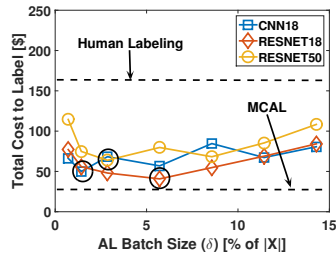 CNN18
RESNET18
RESNET50
Human Labeling
MCAL
Total Cost to Label [$]
250
200
150
100
50
0
0
5
10
15
AL Batch Size (δ) [% of |X|]